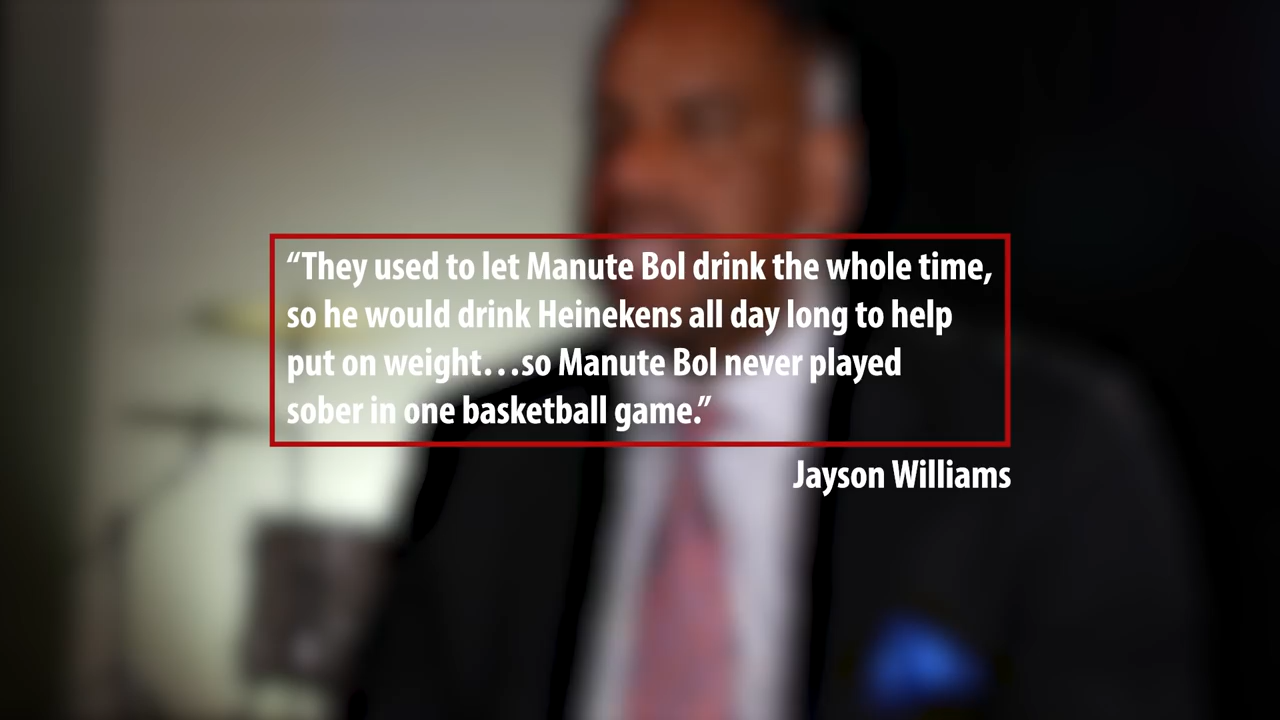 “They used to let Manute Bol drink the whole time,
so he would drink Heinekens all day long to help
put on weight…so Manute Bol never played
sober in one basketball game.”
Jayson Williams